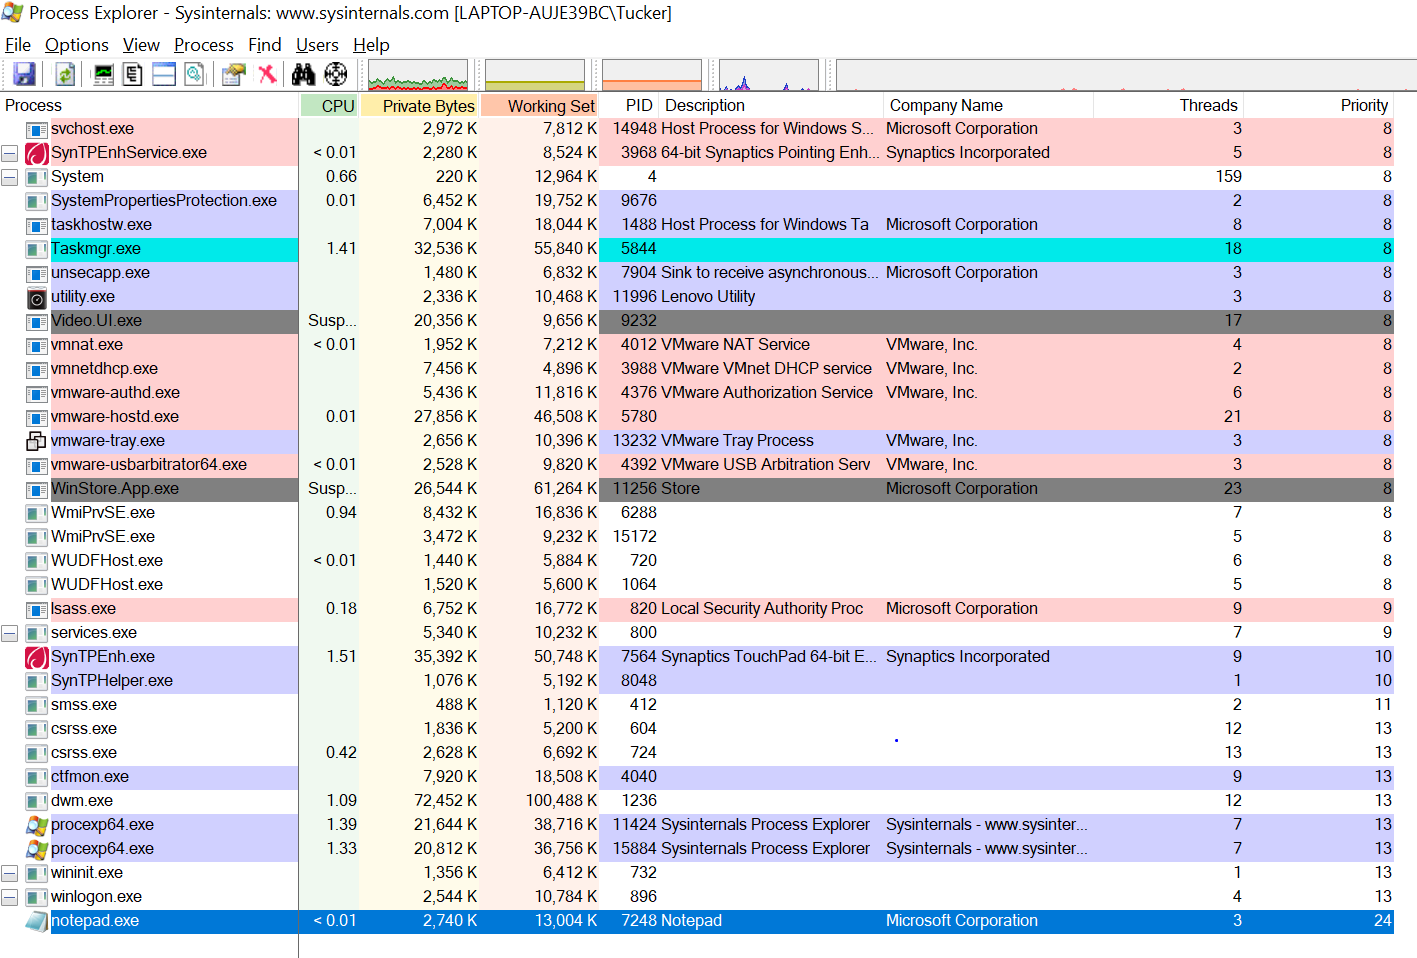 Process Explorer - Sysinternals: www.sysinternals.com [LAPTOP-AUJE39BC\Tucker]
File Options View Process Find Users Help
Process CPU Private Bytes Working Set PID Description Company Name Threads Priority
svchost.exe 2,972 K 7,812 K 14948 Host Process for Windows S... Microsoft Corporation 3 8
SynTPEnhService.exe < 0.01 2,280 K 8,524 K 3968 64-bit Synaptics Pointing Enh... Synaptics Incorporated 5 8
System 0.66 220 K 12,964 K 4 159 8
SystemPropertiesProtection.exe 0.01 6,452 K 19,752 K 9676 2 8
taskhostw.exe 7,004 K 18,044 K 1488 Host Process for Windows Ta Microsoft Corporation 8 8
Taskmgr.exe 1.41 32,536 K 55,840 K 5844 18 8
unsecapp.exe 1,480 K 6,832 K 7904 Sink to receive asynchronous... Microsoft Corporation 3 8
utility.exe 2,336 K 10,468 K 11996 Lenovo Utility 3 8
Video.UI.exe Susp... 20,356 K 9,656 K 9232 17 8
vmnat.exe < 0.01 1,952 K 7,212 K 4012 VMware NAT Service VMware, Inc. 4 8
vmnetdhcp.exe 7,456 K 4,896 K 3988 VMware VMnet DHCP service VMware, Inc. 2 8
vmware-authd.exe 5,436 K 11,816 K 4376 VMware Authorization Service VMware, Inc. 6 8
vmware-hostd.exe 0.01 27,856 K 46,508 K 5780 21 8
vmware-tray.exe 2,656 K 10,396 K 13232 VMware Tray Process VMware, Inc. 3 8
vmware-usbarbitrator64.exe < 0.01 2,528 K 9,820 K 4392 VMware USB Arbitration Serv VMware, Inc. 3 8
WinStore.App.exe Susp... 26,544 K 61,264 K 11256 Store Microsoft Corporation 23 8
WmiPrvSE.exe 0.94 8,432 K 16,836 K 6288 7 8
WmiPrvSE.exe 3,472 K 9,232 K 15172 5 8
WUDFHost.exe < 0.01 1,440 K 5,884 K 720 6 8
WUDFHost.exe 1,520 K 5,600 K 1064 5 8
lsass.exe 0.18 6,752 K 16,772 K 820 Local Security Authority Proc Microsoft Corporation 9 9
services.exe 5,340 K 10,232 K 800 7 9
SynTPEnh.exe 1.51 35,392 K 50,748 K 7564 Synaptics TouchPad 64-bit E... Synaptics Incorporated 9 10
SynTPHelper.exe 1,076 K 5,192 K 8048 1 10
smss.exe 488 K 1,120 K 412 2 11
csrss.exe 1,836 K 5,200 K 604 12 13
csrss.exe 0.42 2,628 K 6,692 K 724 13 13
ctfmon.exe 7,920 K 18,508 K 4040 9 13
dwm.exe 1.09 72,452 K 100,488 K 1236 12 13
procexp64.exe 1.39 21,644 K 38,716 K 11424 Sysinternals Process Explorer Sysinternals - www.sysinter... 7 13
procexp64.exe 1.33 20,812 K 36,756 K 15884 Sysinternals Process Explorer Sysinternals - www.sysinter... 7 13
wininit.exe 1,356 K 6,412 K 732 1 13
winlogon.exe 2,544 K 10,784 K 896 4 13
notepad.exe < 0.01 2,740 K 13,004 K 7248 Notepad Microsoft Corporation 3 24